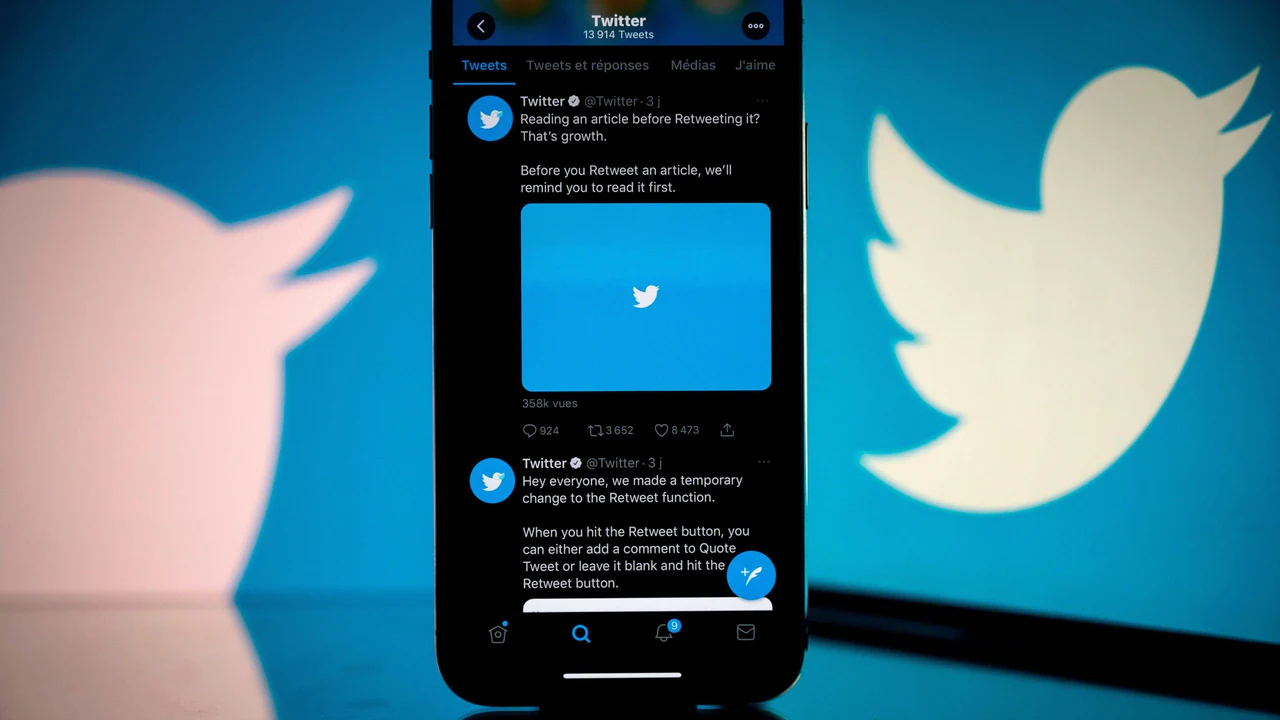 Twitter
13 914 Tweets
Tweets Tweets et réponses Médias J'aime
Twitter @Twitter · 3 j
Reading an article before Retweeting it?
That's growth.
Before you Retweet an article, we'll
remind you to read it first.
358k vues
924 3 652 8 473
Twitter @Twitter · 3 j
Hey everyone, we made a temporary
change to the Retweet function.
When you hit the Retweet button, you
can either add a comment to Quote
Tweet or leave it blank and hit the
Retweet button.
9